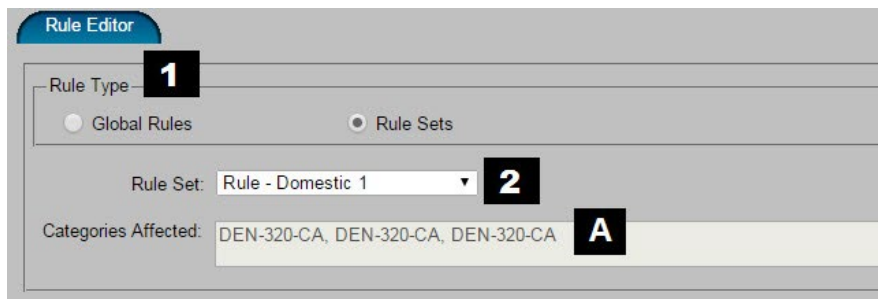 Rule Editor
Rule Type 1
Global Rules Rule Sets
Rule Set: Rule - Domestic 1 2
Categories Affected: DEN-320-CA, DEN-320-CA, DEN-320-CA A